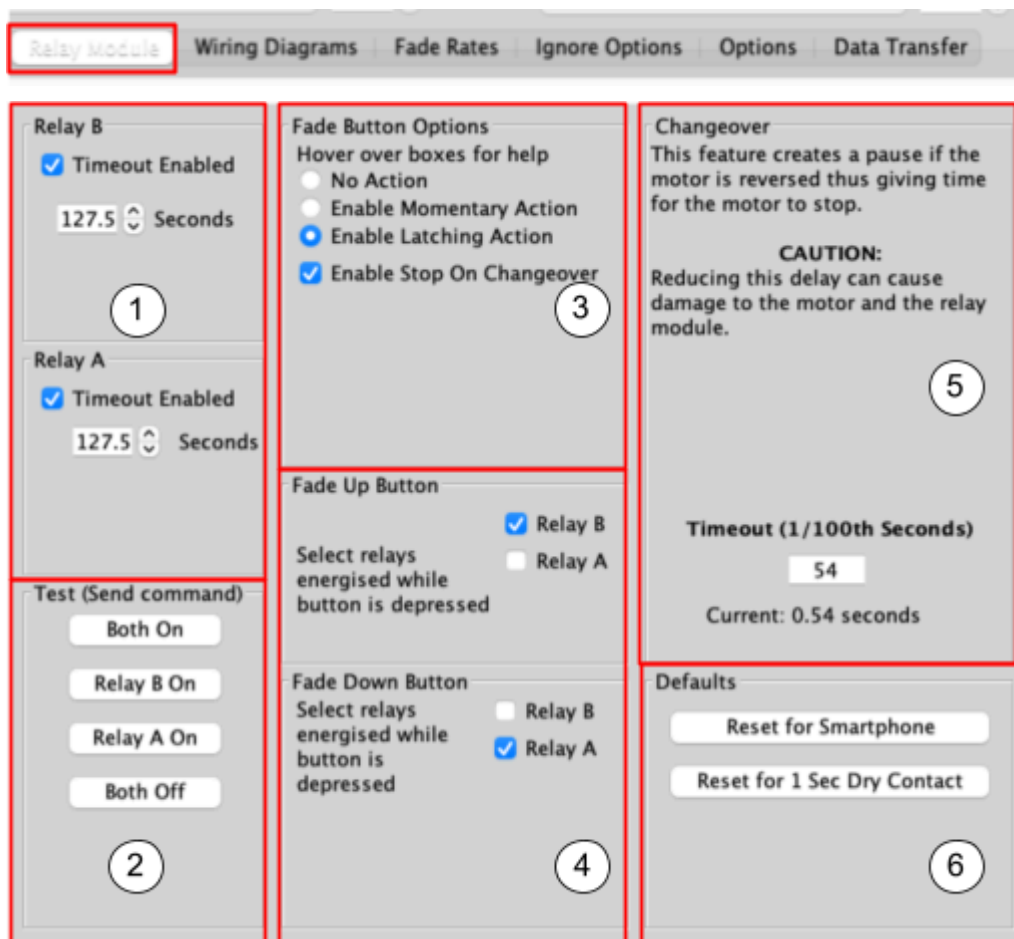 Relay Module
Wiring Diagrams
Fade Rates
Ignore Options
Options
Data Transfer
Relay B
Timeout Enabled
127.5 Seconds
1
Relay A
Timeout Enabled
127.5 Seconds
Test (Send command)
Both On
Relay B On
Relay A On
Both Off
2
Fade Button Options
Hover over boxes for help
No Action
Enable Momentary Action
Enable Latching Action
Enable Stop On Changeover
3
Fade Up Button
Relay B
Relay A
Select relays
energised while
button is depressed
Fade Down Button
Select relays
energised while
button is
depressed
Relay B
Relay A
4
Changeover
This feature creates a pause if the
motor is reversed thus giving time
for the motor to stop.
CAUTION:
Reducing this delay can cause
damage to the motor and the relay
module.
5
Timeout (1/100th Seconds)
54
Current: 0.54 seconds
Defaults
Reset for Smartphone
Reset for 1 Sec Dry Contact
6